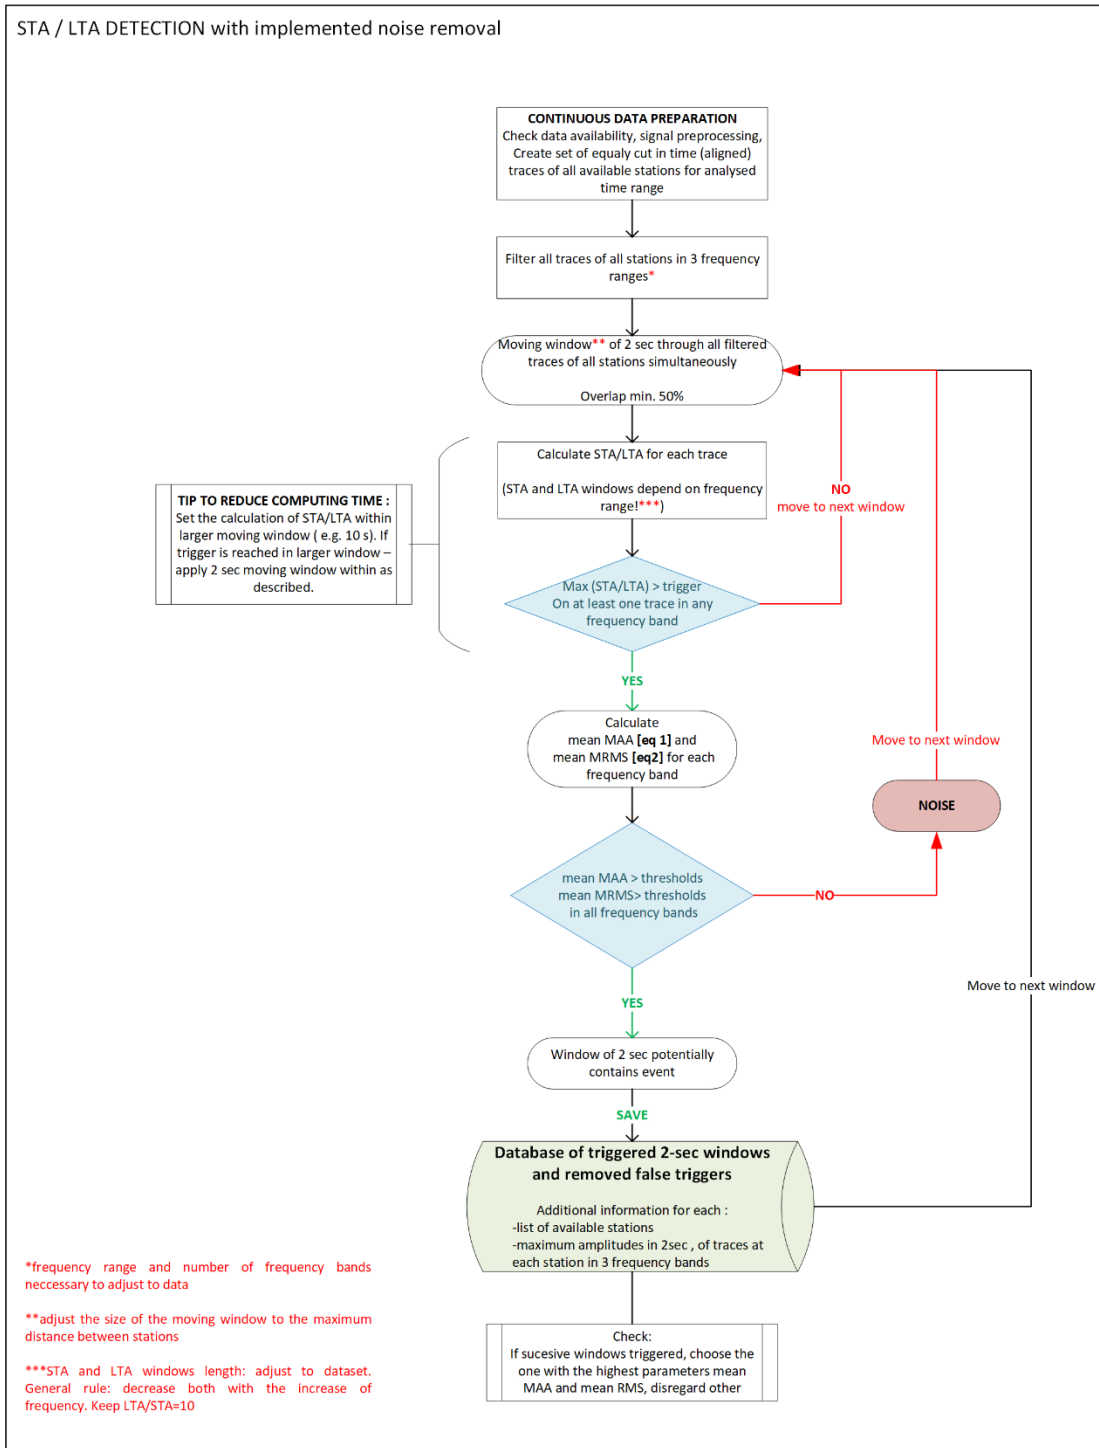 STA / LTA DETECTION with implemented noise removal
CONTINUOUS DATA PREPARATION
Check data availability, signal preprocessing,
Create set of equaly cut in time (aligned)
traces of all available stations for analysed
time range
Filter all traces of all stations in 3 frequency
ranges*
Moving window** of 2 sec through all filtered
traces of all stations simultaneously
Overlap min. 50%
Calculate STA/LTA for each trace
(STA and LTA windows depend on frequency
range!***)
TIP TO REDUCE COMPUTING TIME :
Set the calculation of STA/LTA within
larger moving window ( e.g. 10 s). If
trigger is reached in larger window –
apply 2 sec moving window within as
described.
NO
move to next window
Max (STA/LTA) > trigger
On at least one trace in any
frequency band
YES
Calculate
mean MAA [eq 1] and
mean MRMS [eq2] for each
frequency band
Move to next window
NOISE
mean MAA > thresholds
mean MRMS> thresholds
in all frequency bands
NO
Move to next window
YES
Window of 2 sec potentially
contains event
SAVE
Database of triggered 2-sec windows
and removed false triggers
Additional information for each :
-list of available stations
-maximum amplitudes in 2sec , of traces at
each station in 3 frequency bands
*frequency range and number of frequency bands
neccessary to adjust to data
**adjust the size of the moving window to the maximum
distance between stations
***STA and LTA windows length: adjust to dataset.
General rule: decrease both with the increase of
frequency. Keep LTA/STA=10
Check:
If sucesive windows triggered, choose the
one with the highest parameters mean
MAA and mean RMS, disregard other